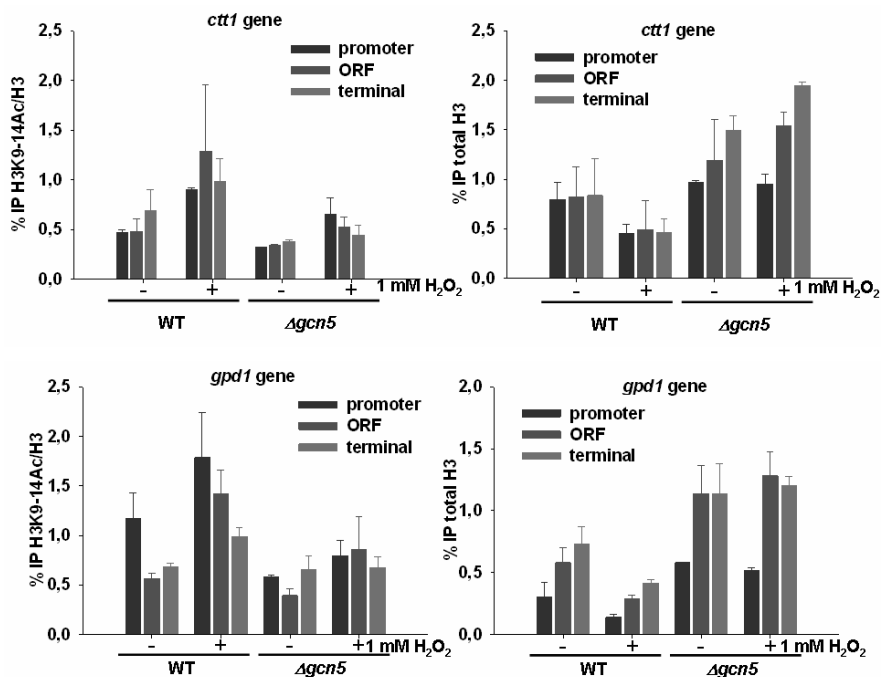 ctt1 gene
promoter
ORF
terminal
% IP H3K9-14Ac/H3
2,5
2,0
1,5
1,0
0,5
0,0
- + - + 1 mM H2O2
WT Δgcn5
ctt1 gene
promoter
ORF
terminal
% IP total H3
2,5
2,0
1,5
1,0
0,5
0,0
- + - + 1 mM H2O2
WT Δgcn5
gpd1 gene
promoter
ORF
terminal
% IP H3K9-14Ac/H3
2,5
2,0
1,5
1,0
0,5
0,0
- + - + 1 mM H2O2
WT Δgcn5
gpd1 gene
promoter
ORF
terminal
% IP total H3
2,0
1,5
1,0
0,5
0,0
- + - + 1 mM H2O2
WT Δgcn5